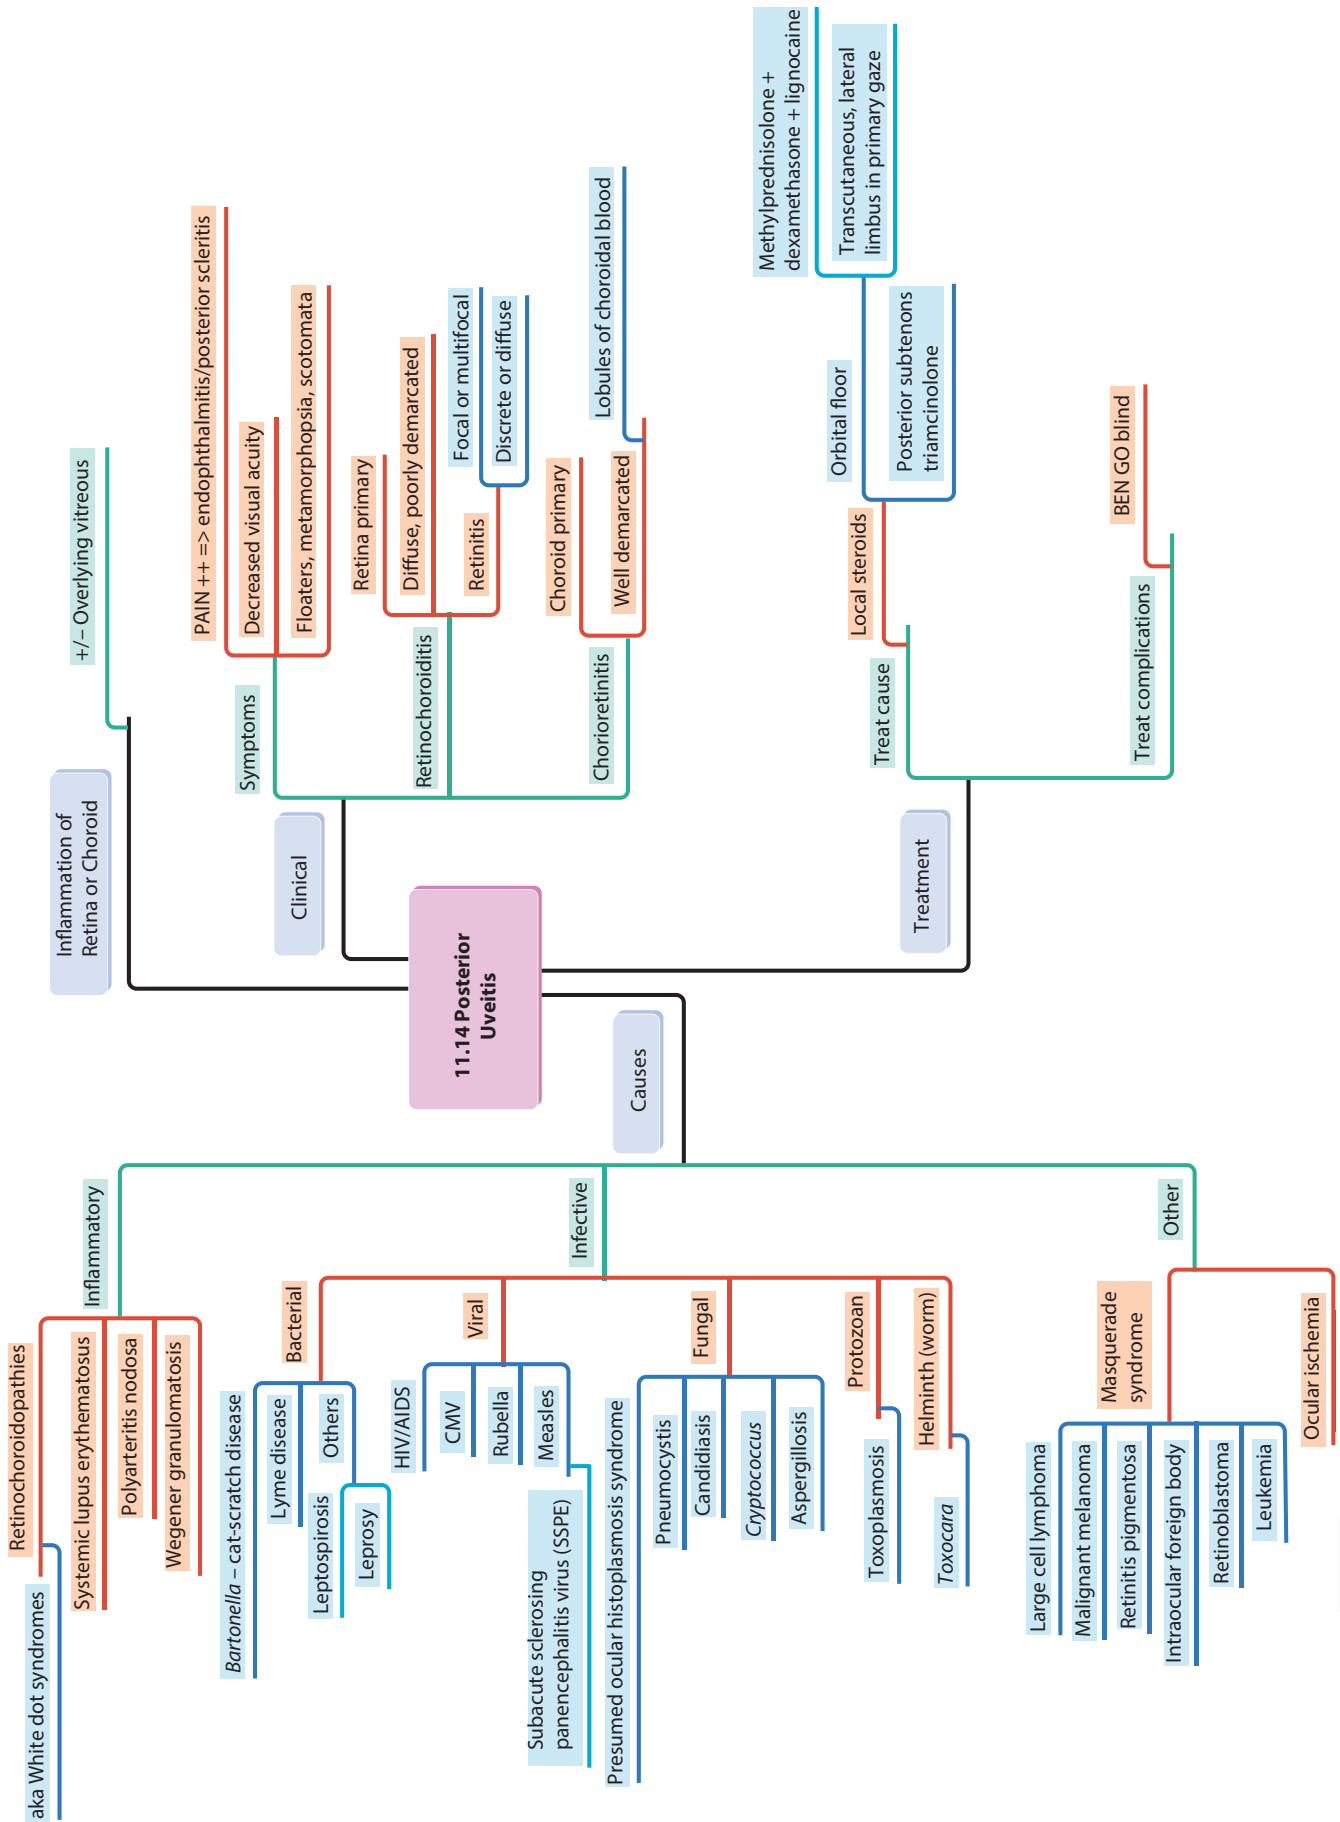 11.14 Posterior
Uveitis
Inflammation of
Retina or Choroid
+/– Overlying vitreous
Clinical
Symptoms
PAIN ++ => endophthalmitis/posterior scleritis
Decreased visual acuity
Floaters, metamorphopsia, scotomata
Retinochoroiditis
Retina primary
Diffuse, poorly demarcated
Retinitis
Focal or multifocal
Discrete or diffuse
Chorioretinitis
Choroid primary
Well demarcated
Lobules of choroidal blood
Treatment
Treat cause
Local steroids
Orbital floor
Methylprednisolone +
dexamethasone + lignocaine
Transcutaneous, lateral
limbus in primary gaze
Posterior subtenons
triamcinolone
Treat complications
BEN GO blind
Causes
Inflammatory
Retinochoroidopathies
aka White dot syndromes
Systemic lupus erythematosus
Polyarteritis nodosa
Wegener granulomatosis
Infective
Bacterial
Bartonella – cat-scratch disease
Lyme disease
Others
Leptospirosis
Leprosy
Viral
HIV/AIDS
CMV
Rubella
Measles
Subacute sclerosing
panencephalitis virus (SSPE)
Fungal
Presumed ocular histoplasmosis syndrome
Pneumocystis
Candidiasis
Cryptococcus
Aspergillosis
Protozoan
Toxoplasmosis
Helminth (worm)
Toxocara
Other
Masquerade
syndrome
Large cell lymphoma
Malignant melanoma
Retinitis pigmentosa
Intraocular foreign body
Retinoblastoma
Leukemia
Ocular ischemia